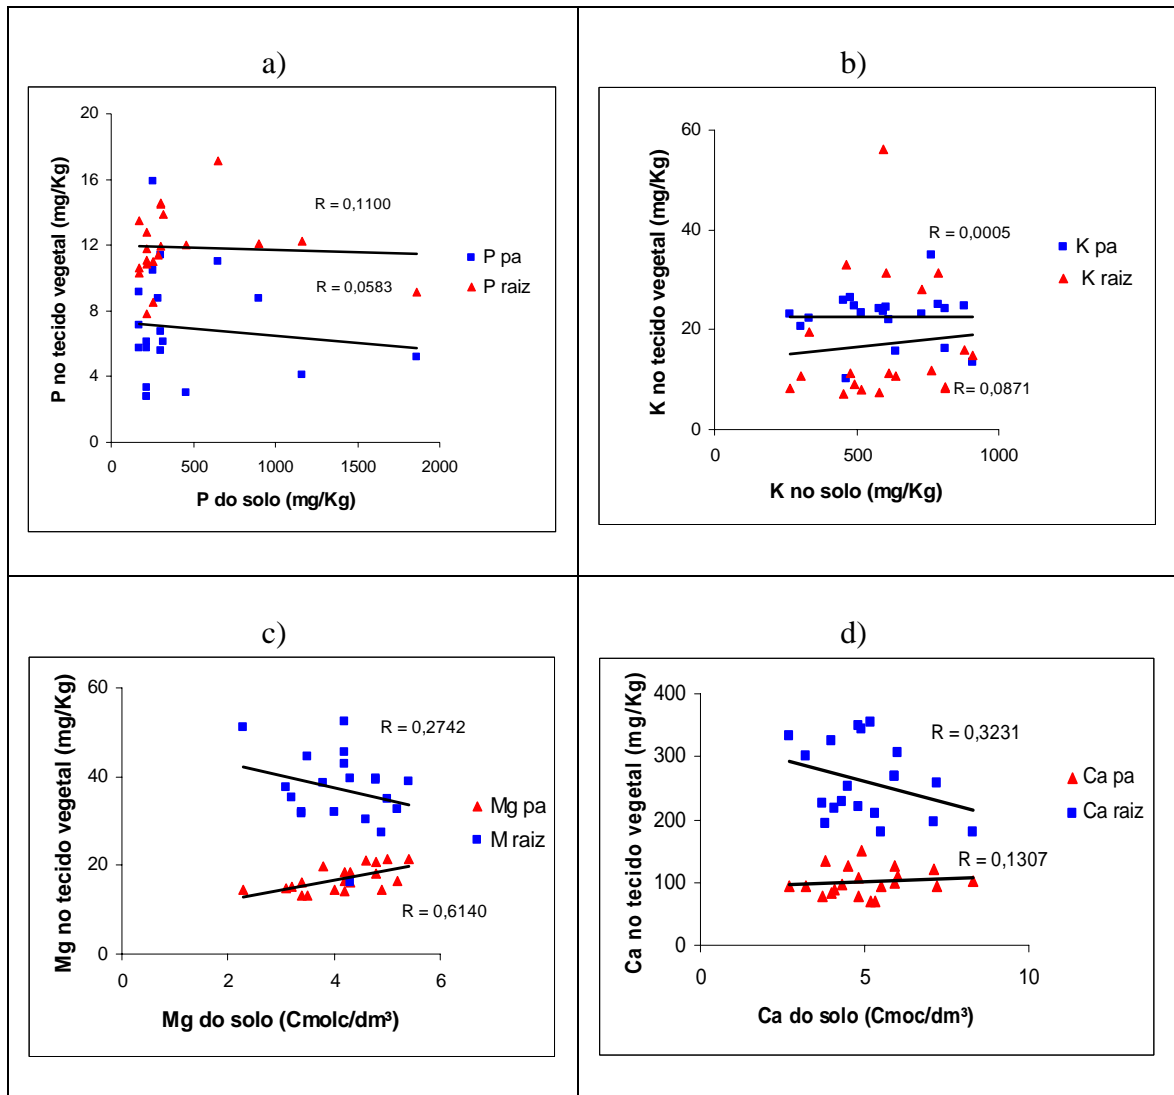 a)
20
16
12
8
4
0
P no tecido vegetal (mg/Kg)
R = 0,1100
R = 0,0583
P pa
P raiz
0 500 1000 1500 2000
P do solo (mg/Kg)
b)
60
40
20
0
K no tecido vegetal (mg/Kg)
R = 0,0005
R= 0,0871
K pa
K raiz
0 500 1000
K no solo (mg/Kg)
c)
60
40
20
0
Mg no tecido vegetal (mg/Kg)
R = 0,2742
R = 0,6140
Mg pa
M raiz
0 2 4 6
Mg do solo (Cmolc/dm³)
d)
400
300
200
100
0
Ca no tecido vegetal (mg/Kg)
R = 0,3231
R = 0,1307
Ca pa
Ca raiz
0 5 10
Ca do solo (Cmoc/dm³)